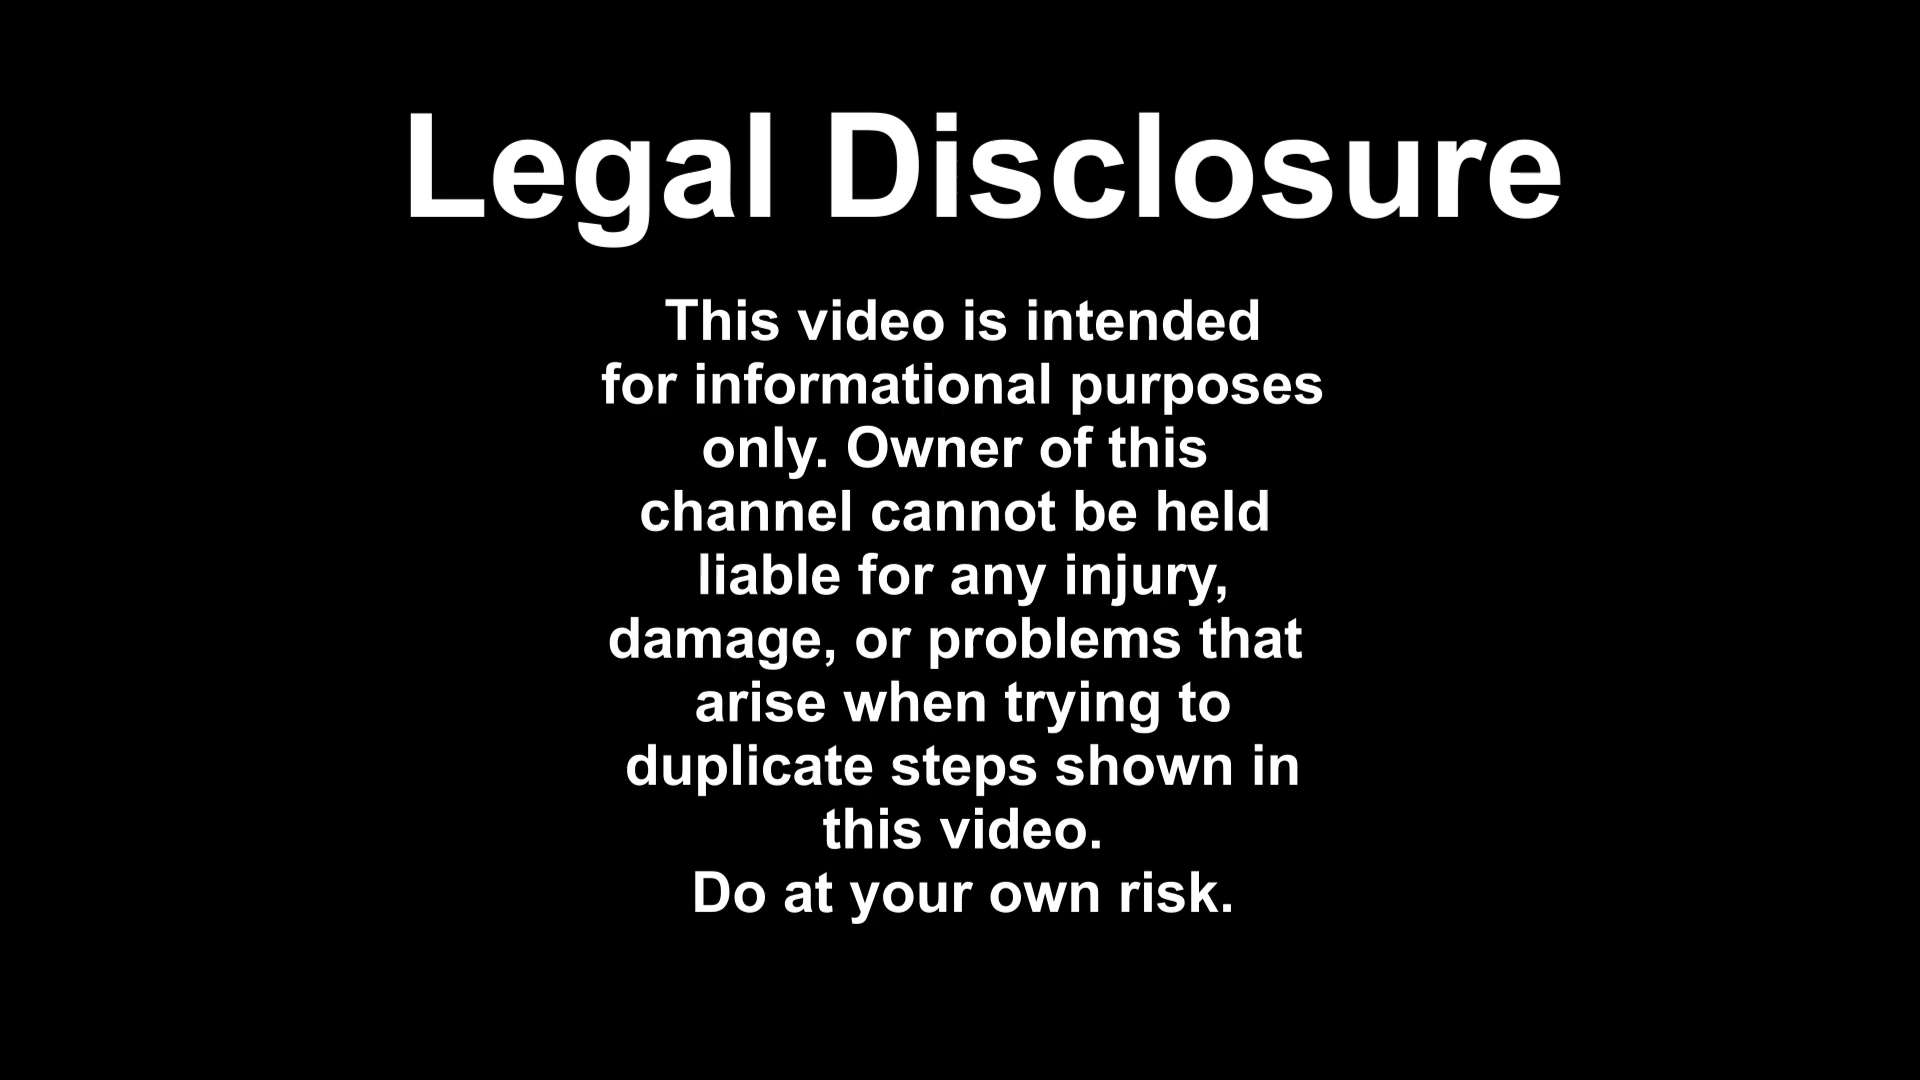 Legal Disclosure
This video is intended
for informational purposes
only. Owner of this
channel cannot be held
liable for any injury,
damage, or problems that
arise when trying to
duplicate steps shown in
this video.
Do at your own risk.